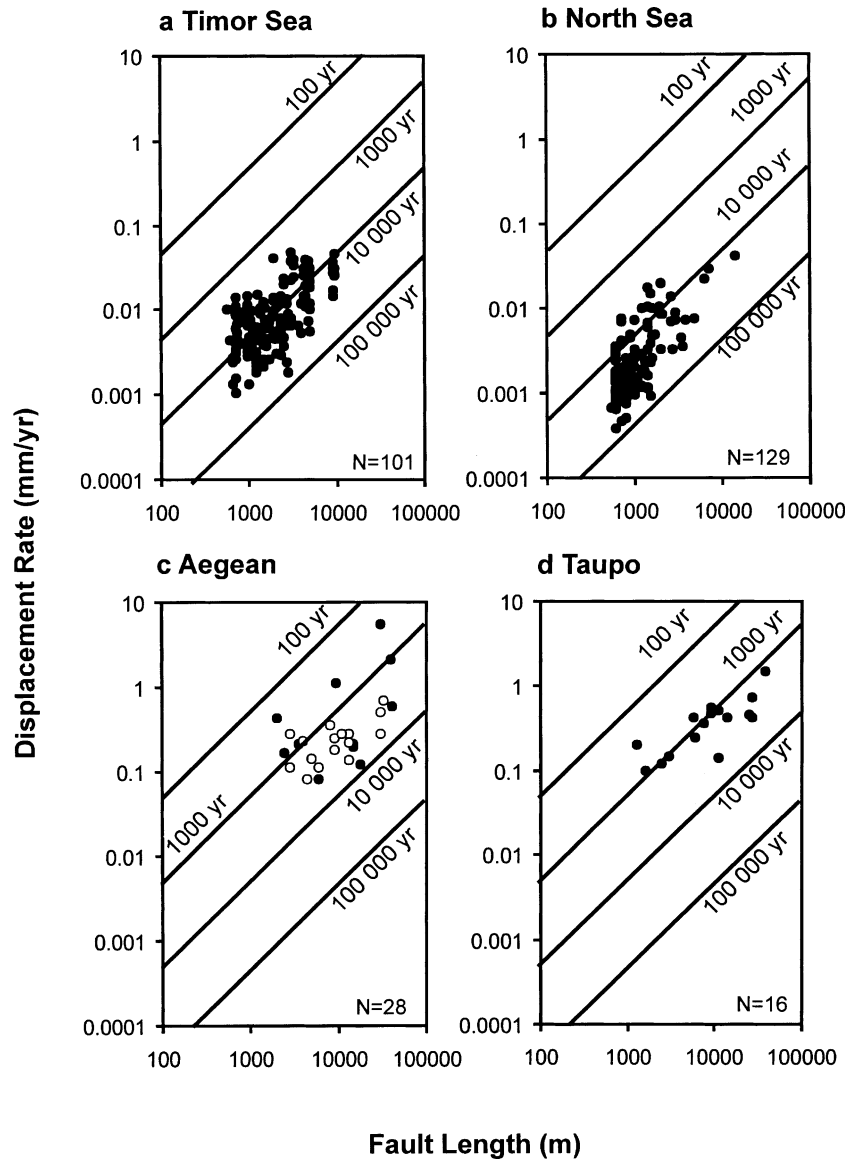 a Timor Sea
b North Sea
10
1
0.1
0.01
0.001
0.0001
100 yr
1000 yr
10 000 yr
100 000 yr
N=101
100
1000
10000
100000
10
1
0.1
0.01
0.001
0.0001
100 yr
1000 yr
10 000 yr
100 000 yr
N=129
100
1000
10000
100000
Displacement Rate (mm/yr)
c Aegean
d Taupo
10
1
0.1
0.01
0.001
0.0001
100 yr
1000 yr
10 000 yr
100 000 yr
N=28
100
1000
10000
100000
10
1
0.1
0.01
0.001
0.0001
100 yr
1000 yr
10 000 yr
100 000 yr
N=16
100
1000
10000
100000
Fault Length (m)